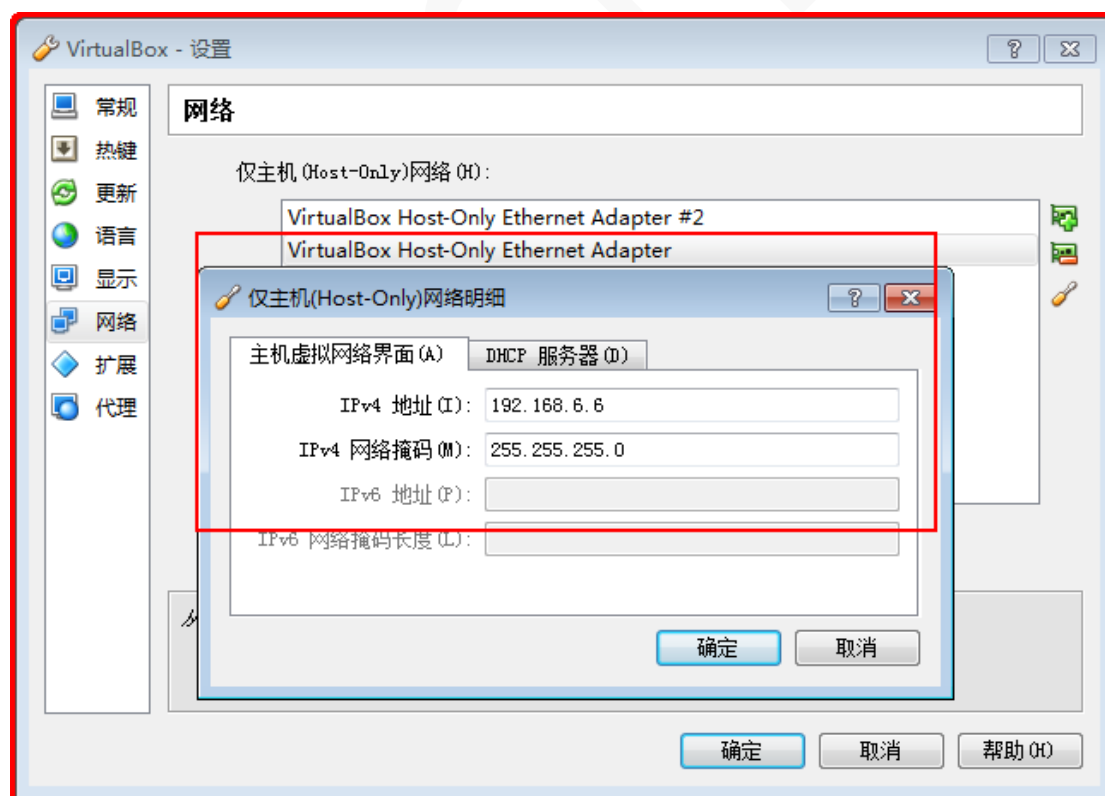 VirtualBox - 设置
常规
热键
更新
语言
显示
网络
扩展
代理
网络
仅主机(Host-Only)网络(H):
VirtualBox Host-Only Ethernet Adapter #2
VirtualBox Host-Only Ethernet Adapter
仅主机(Host-Only)网络明细
主机虚拟网络界面(A)
DHCP 服务器(D)
IPv4 地址(I): 192.168.6.6
IPv4 网络掩码(M): 255.255.255.0
IPv6 地址(P):
IPv6 网络掩码长度(L):
确定 取消
确定 取消 帮助(H)